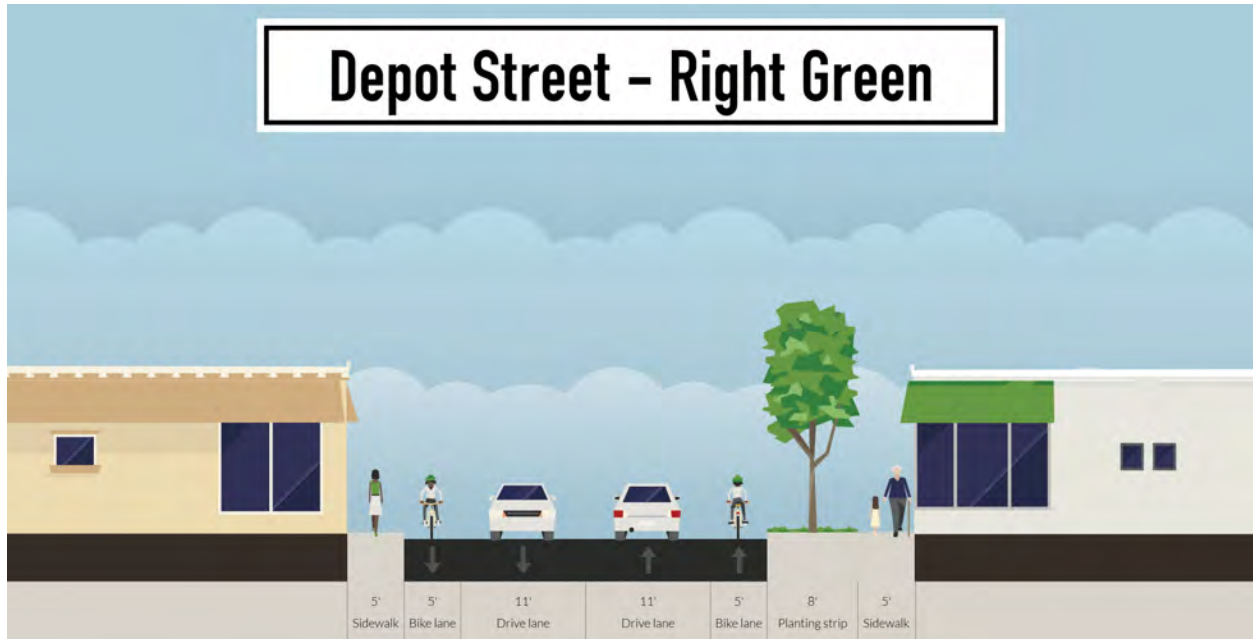 Depot Street – Right Green
5' 5' 11' 11' 5' 8' 5'
Sidewalk Bike lane Drive lane Drive lane Bike lane Planting strip Sidewalk